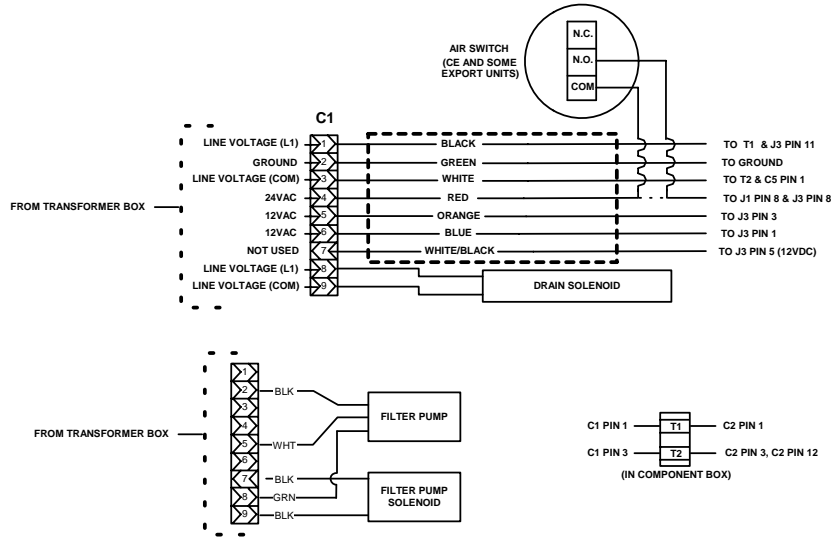 N.C.
AIR SWITCH
(CE AND SOME
EXPORT UNITS)
N.O.
COM
C1
LINE VOLTAGE (L1) 1 BLACK TO T1 & J3 PIN 11
GROUND 2 GREEN TO GROUND
LINE VOLTAGE (COM) 3 WHITE TO T2 & C5 PIN 1
24VAC 4 RED TO J1 PIN 8 & J3 PIN 8
FROM TRANSFORMER BOX
12VAC 5 ORANGE TO J3 PIN 3
12VAC 6 BLUE TO J3 PIN 1
NOT USED 7 WHITE/BLACK TO J3 PIN 5 (12VDC)
LINE VOLTAGE (L1) 8
LINE VOLTAGE (COM) 9
DRAIN SOLENOID
FROM TRANSFORMER BOX
1
2 BLK
3
4
5 WHT
6
7 BLK
8 GRN
9 BLK
FILTER PUMP
FILTER PUMP
SOLENOID
C1 PIN 1 T1 C2 PIN 1
C1 PIN 3 T2 C2 PIN 3, C2 PIN 12
(IN COMPONENT BOX)